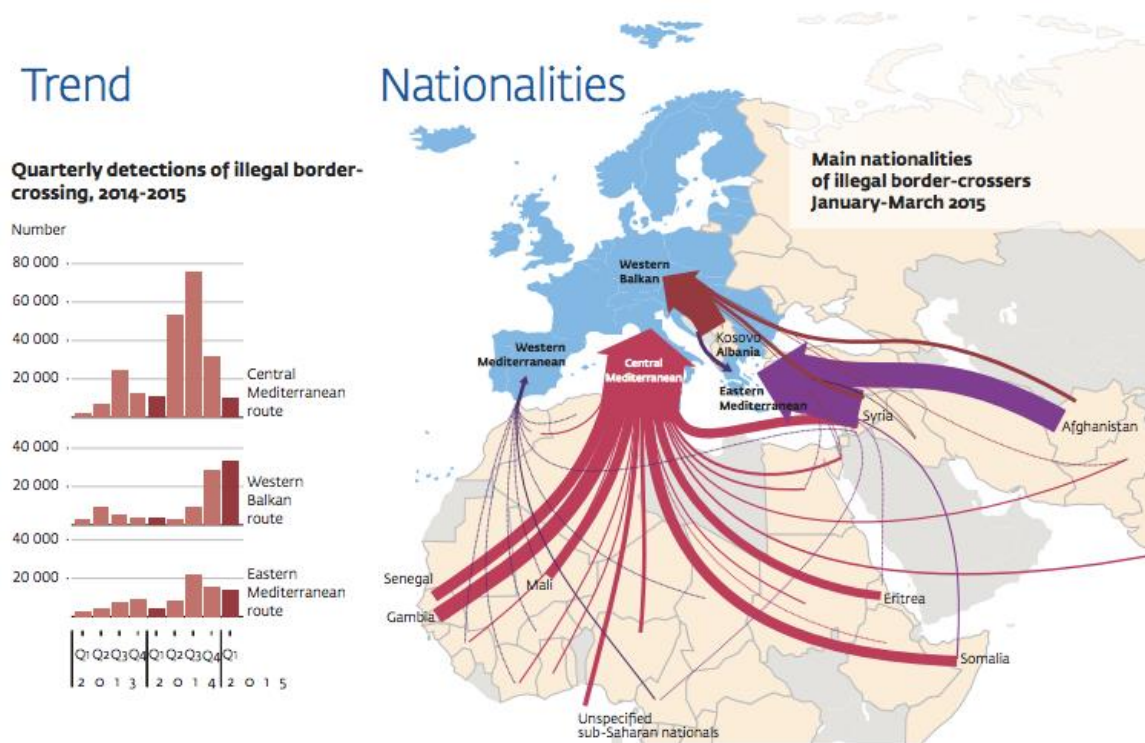 Trend
Quarterly detections of illegal border-
crossing, 2014-2015
Number
80 000
60 000
40 000
20 000
Central
Mediterranean
route
40 000
20 000
Western
Balkan
route
40 000
20 000
Eastern
Mediterranean
route
Q1 Q2 Q3 Q4 Q1 Q2 Q3 Q4 Q1
2 0 1 3 2 0 1 4 2 0 1 5
Nationalities
Main nationalities
of illegal border-crossers
January-March 2015
Western
Balkan
Kosovo
Albania
Western
Mediterranean
Central
Mediterranean
Eastern
Mediterranean
Syria
Afghanistan
Senegal
Gambia
Mali
Eritrea
Somalia
Unspecified
sub-Saharan nationals